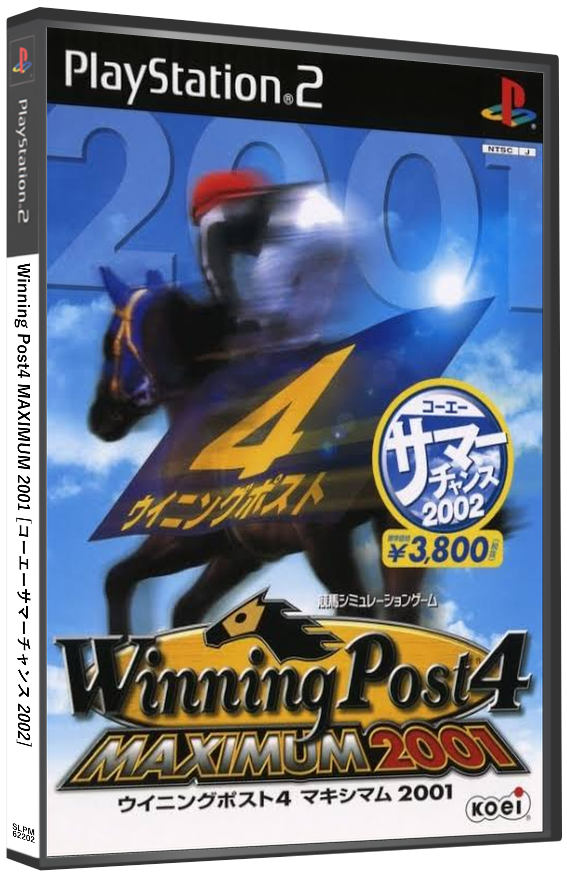 PlayStation®2
NTSC J
2001
4
ウイニングポスト
コーエー
サマー
チャンス
2002
¥3,800
(税抜)
競馬シミュレーションゲーム
Winning Post 4
MAXIMUM 2001
ウイニングポスト4 マキシマム 2001
KOEI
PlayStation®2
Winning Post4 MAXIMUM 2001 [コーエーサマーチャンス 2002]
SLPM
62202